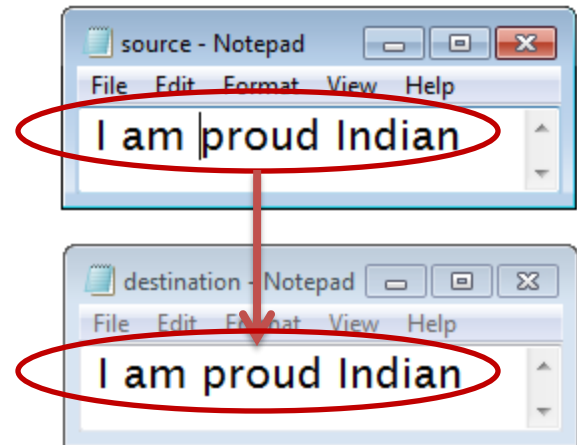 source - Notepad
File Edit Format View Help
I am proud Indian
destination - Notepad
File Edit Format View Help
I am proud Indian